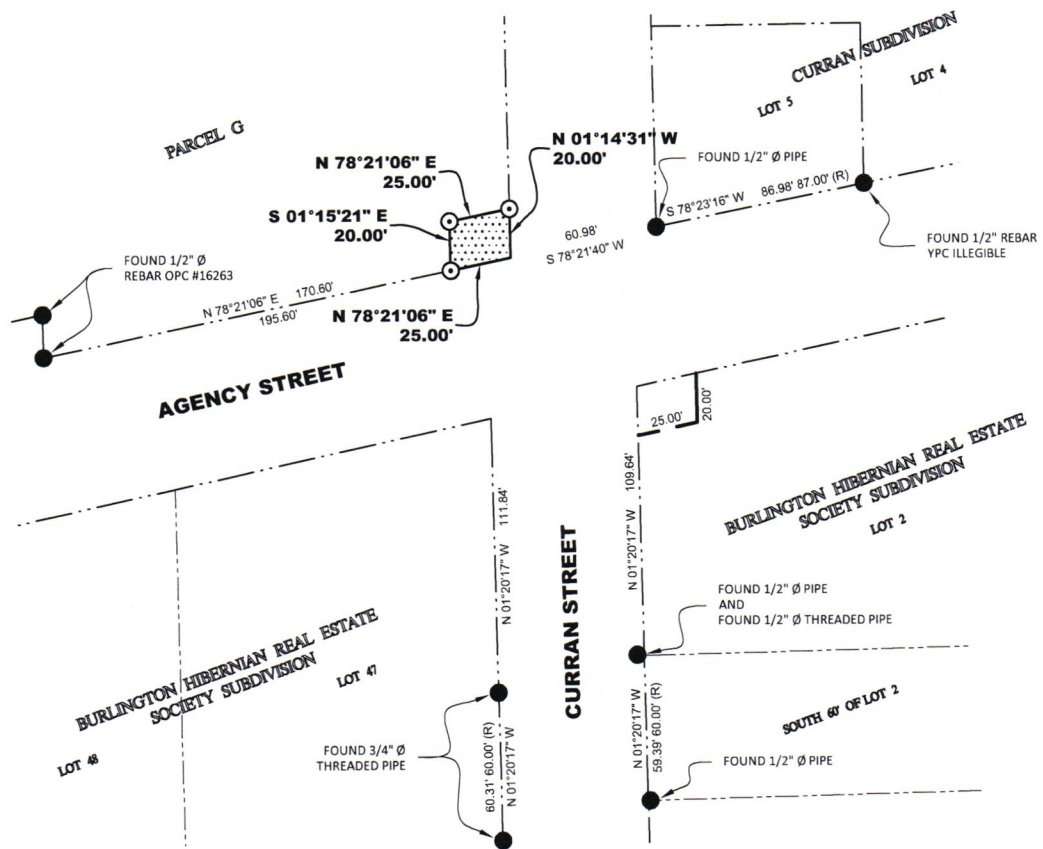 CURRAN SUBDIVISION
LOT 4
LOT 5
PARCEL G
N 01°14'31" W
20.00'
N 78°21'06" E
25.00'
FOUND 1/2" Ø PIPE
S 78°23'16" W 86.98' 87.00' (R)
S 01°15'21" E
20.00'
60.98'
S 78°21'40" W
FOUND 1/2" REBAR
YPC ILLEGIBLE
FOUND 1/2" Ø
REBAR OPC #16263
N 78°21'06" E 170.60'
195.60'
N 78°21'06" E
25.00'
AGENCY STREET
25.00'
20.00'
N 01°20'17" W 109.64'
N 01°20'17" W 111.84'
BURLINGTON HIBERNIAN REAL ESTATE
SOCIETY SUBDIVISION
LOT 2
CURRAN STREET
FOUND 1/2" Ø PIPE
AND
FOUND 1/2" Ø THREADED PIPE
BURLINGTON HIBERNIAN REAL ESTATE
SOCIETY SUBDIVISION
LOT 47
LOT 48
SOUTH 60' OF LOT 2
N 01°20'17" W
59.39' 60.00' (R)
FOUND 3/4" Ø
THREADED PIPE
60.31' 60.00' (R)
N 01°20'17" W
FOUND 1/2" Ø PIPE